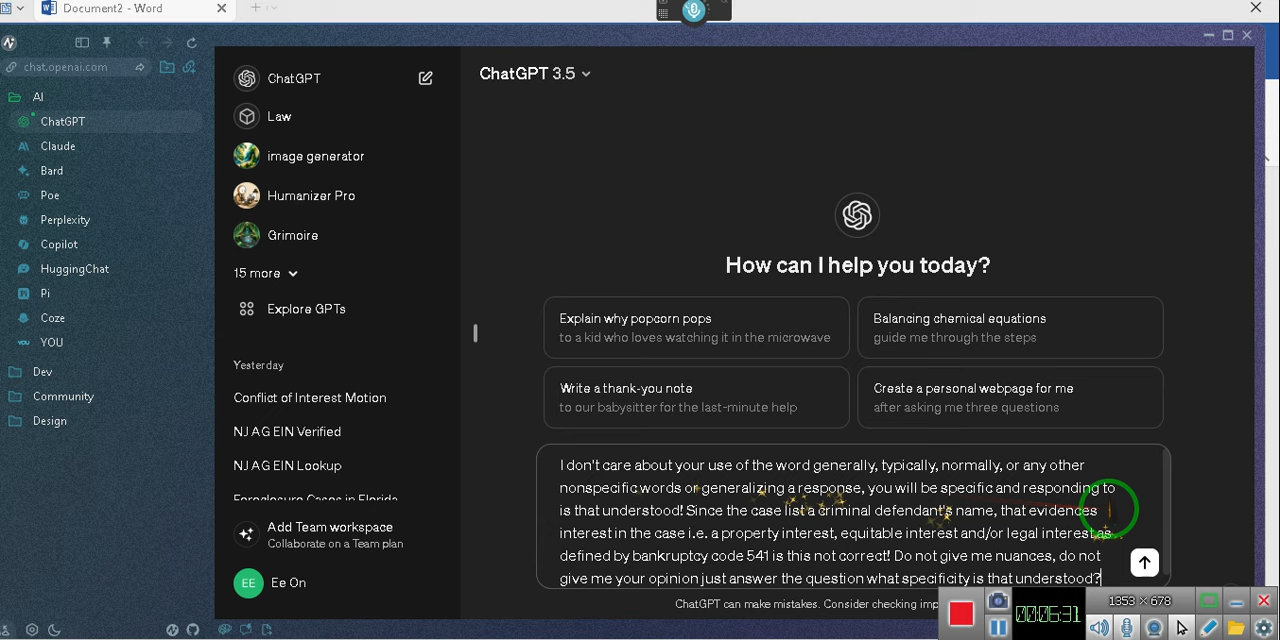 Document2 - Word
chat.openai.com
AI
ChatGPT
Claude
Bard
Poe
Perplexity
Copilot
HuggingChat
Pi
Coze
YOU
Dev
Community
Design
ChatGPT
Law
image generator
Humanizer Pro
Grimoire
15 more
Explore GPTs
Yesterday
Conflict of Interest Motion
NJ AG EIN Verified
NJ AG EIN Lookup
Foreclosure Cases in Florida
Add Team workspace
Collaborate on a Team plan
EE Ee On
ChatGPT 3.5
How can I help you today?
Explain why popcorn pops
to a kid who loves watching it in the microwave
Balancing chemical equations
guide me through the steps
Write a thank-you note
to our babysitter for the last-minute help
Create a personal webpage for me
after asking me three questions
I don't care about your use of the word generally, typically, normally, or any other
nonspecific words or generalizing a response, you will be specific and responding to
is that understood! Since the case list a criminal defendant's name, that evidences
interest in the case i.e. a property interest, equitable interest and/or legal interest as
defined by bankruptcy code 541 is this not correct! Do not give me nuances, do not
give me your opinion just answer the question what specificity is that understood?
ChatGPT can make mistakes. Consider checking imp
1353 × 678
00:06:31